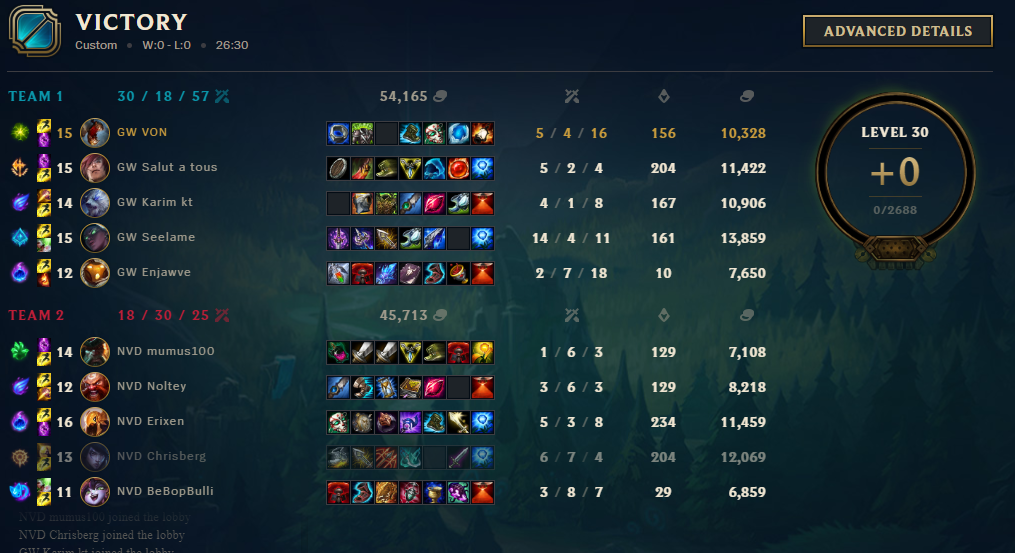 VICTORY
Custom • W:0 - L:0 • 26:30
ADVANCED DETAILS
TEAM 1 30 / 18 / 57 54,165
15 GW VON 5 / 4 / 16 156 10,328
15 GW Salut a tous 5 / 2 / 4 204 11,422
14 GW Karim kt 4 / 1 / 8 167 10,906
15 GW Seelame 14 / 4 / 11 161 13,859
12 GW Enjawve 2 / 7 / 18 10 7,650
LEVEL 30
+0
0/2688
TEAM 2 18 / 30 / 25 45,713
14 NVD mumus100 1 / 6 / 3 129 7,108
12 NVD Noltey 3 / 6 / 3 129 8,218
16 NVD Erixen 5 / 3 / 8 234 11,459
13 NVD Chrisberg 6 / 7 / 4 204 12,069
11 NVD BeBopBulli 3 / 8 / 7 29 6,859
NVD mumus100 joined the lobby
NVD Chrisberg joined the lobby
GW Karim kt joined the lobby